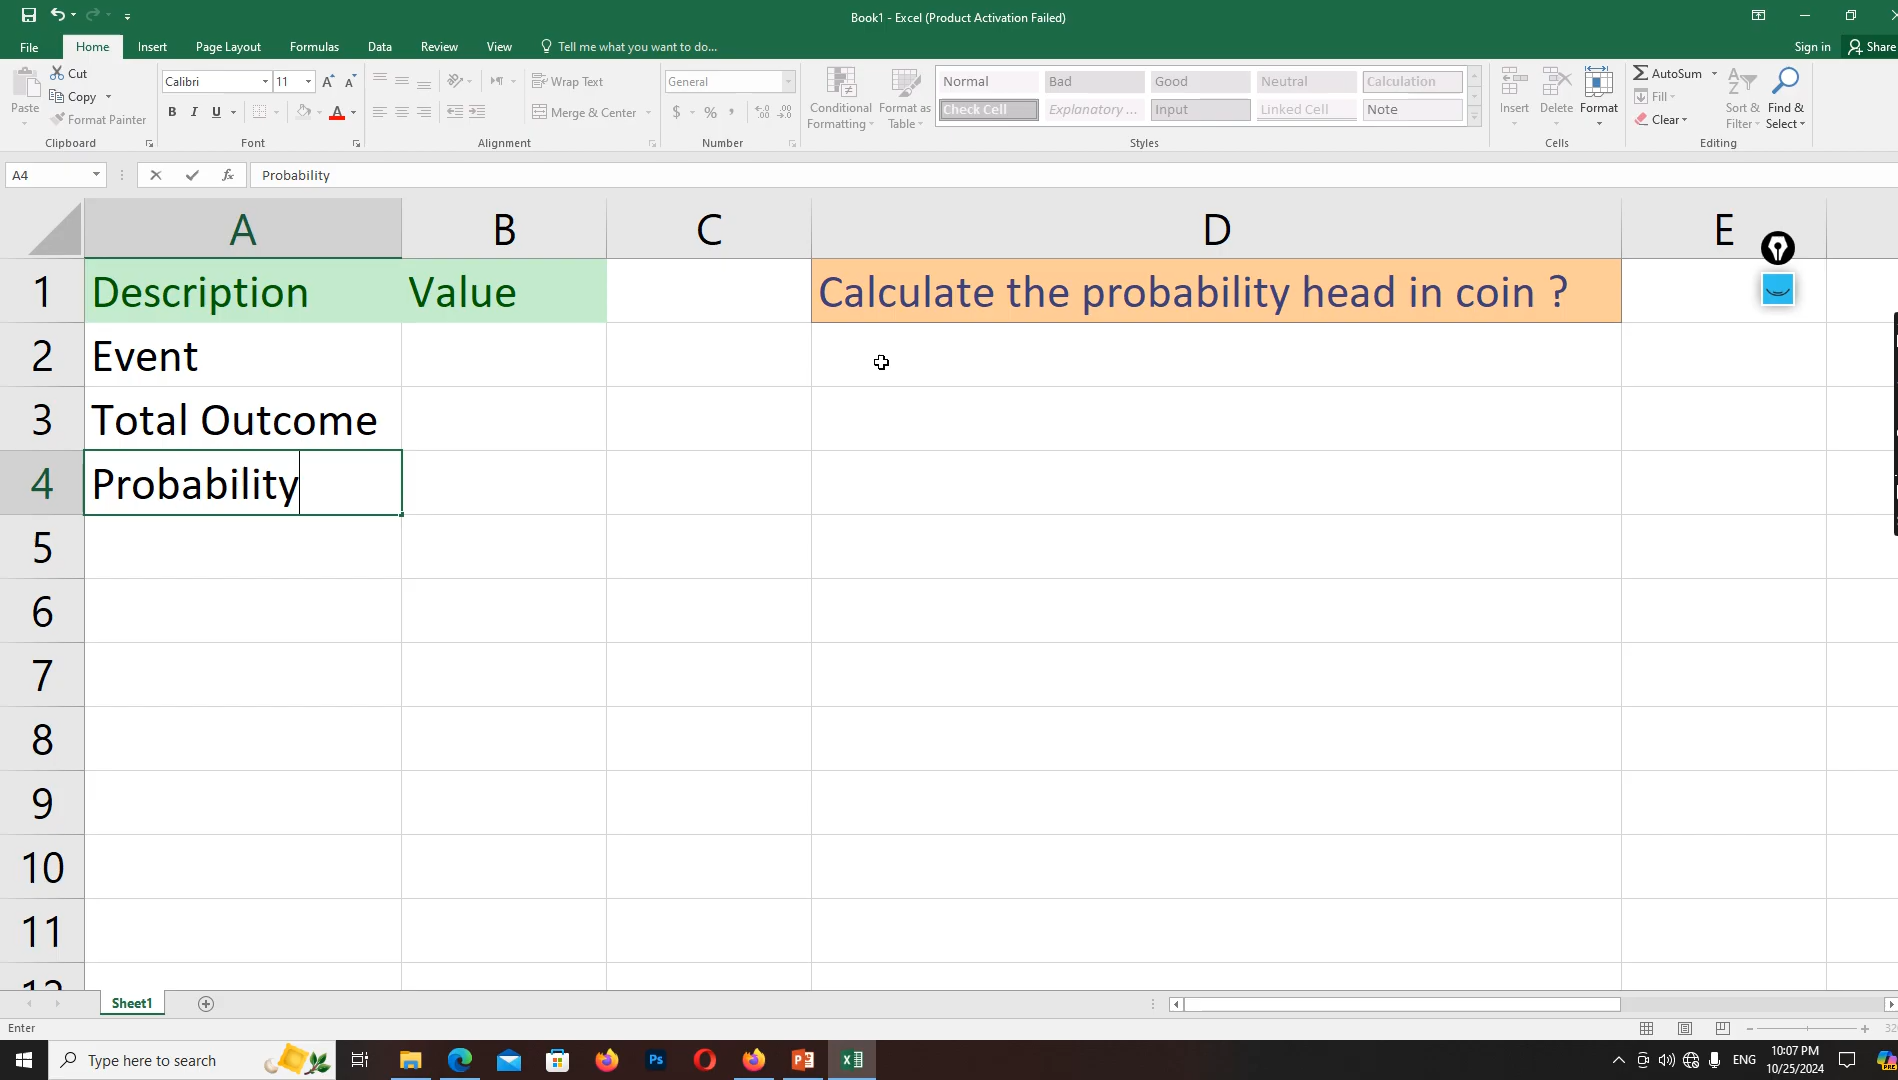 Book1 - Excel (Product Activation Failed)
File Home Insert Page Layout Formulas Data Review View Tell me what you want to do... Sign in Share
Paste Cut Copy Format Painter Clipboard
Calibri 11 B I U A Font
Wrap Text Merge & Center Alignment
General $ % Number
Conditional Formatting Format as Table
Normal Bad Good Neutral Calculation
Check Cell Explanatory ... Input Linked Cell Note
Styles
Insert Delete Format Cells
AutoSum Fill Clear Sort & Filter Find & Select Editing
A4 fx Probability
A B C D E
1 Description Value Calculate the probability head in coin ?
2 Event
3 Total Outcome
4 Probability
5
6
7
8
9
10
11
12
Sheet1
Enter
Type here to search Ps ENG 10:07 PM
10/25/2024